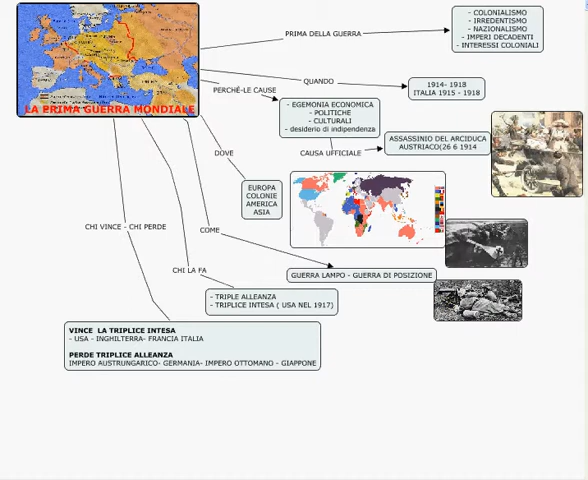 LA PRIMA GUERRA MONDIALE
PRIMA DELLA GUERRA
- COLONIALISMO
- IRREDENTISMO
- NAZIONALISMO
- IMPERI DECADENTI
- INTERESSI COLONIALI
QUANDO
1914- 1918
ITALIA 1915 - 1918
PERCHÉ-LE CAUSE
- EGEMONIA ECONOMICA
- POLITICHE
- CULTURALI
- desiderio di indipendenza
CAUSA UFFICIALE
ASSASSINIO DEL ARCIDUCA
AUSTRIACO(26 6 1914
DOVE
EUROPA
COLONIE
AMERICA
ASIA
COME
GUERRA LAMPO - GUERRA DI POSIZIONE
CHI LA FA
- TRIPLE ALLEANZA
- TRIPLICE INTESA ( USA NEL 1917)
CHI VINCE - CHI PERDE
VINCE LA TRIPLICE INTESA
- USA - INGHILTERRA- FRANCIA ITALIA
PERDE TRIPLICE ALLEANZA
IMPERO AUSTRUNGARICO- GERMANIA- IMPERO OTTOMANO - GIAPPONE